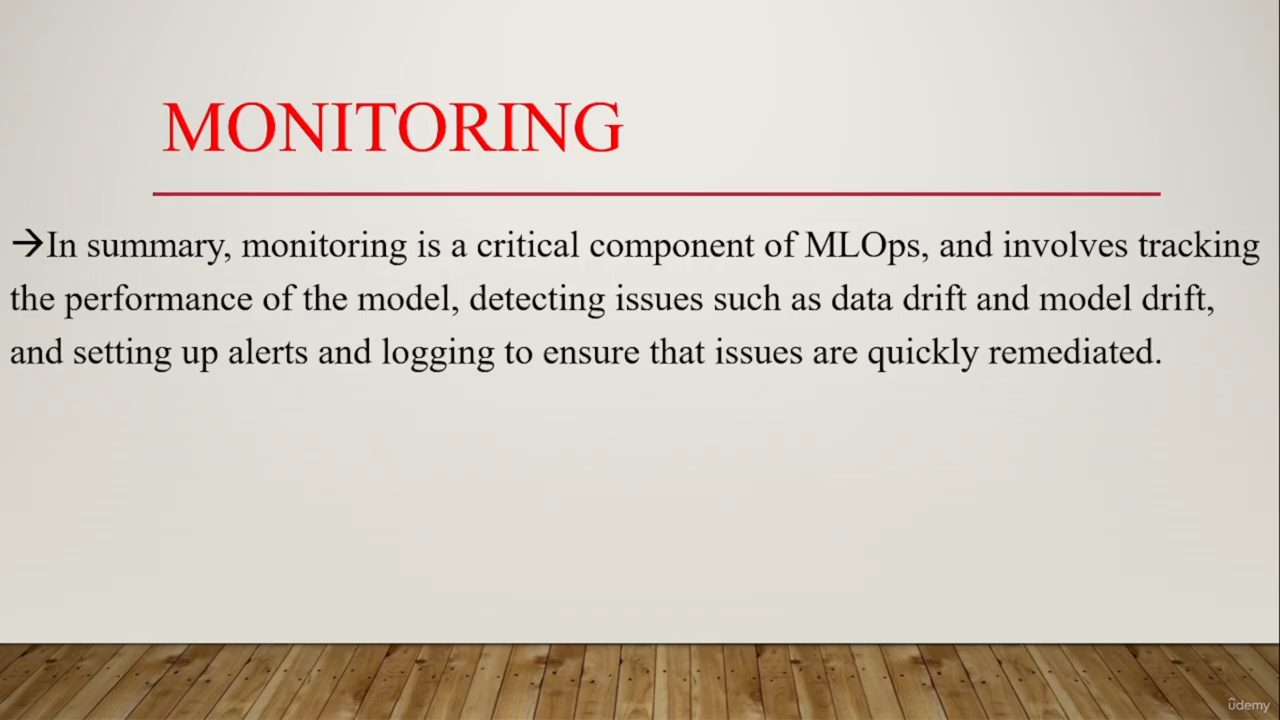 MONITORING
→In summary, monitoring is a critical component of MLOps, and involves tracking
the performance of the model, detecting issues such as data drift and model drift,
and setting up alerts and logging to ensure that issues are quickly remediated.
ûdemy